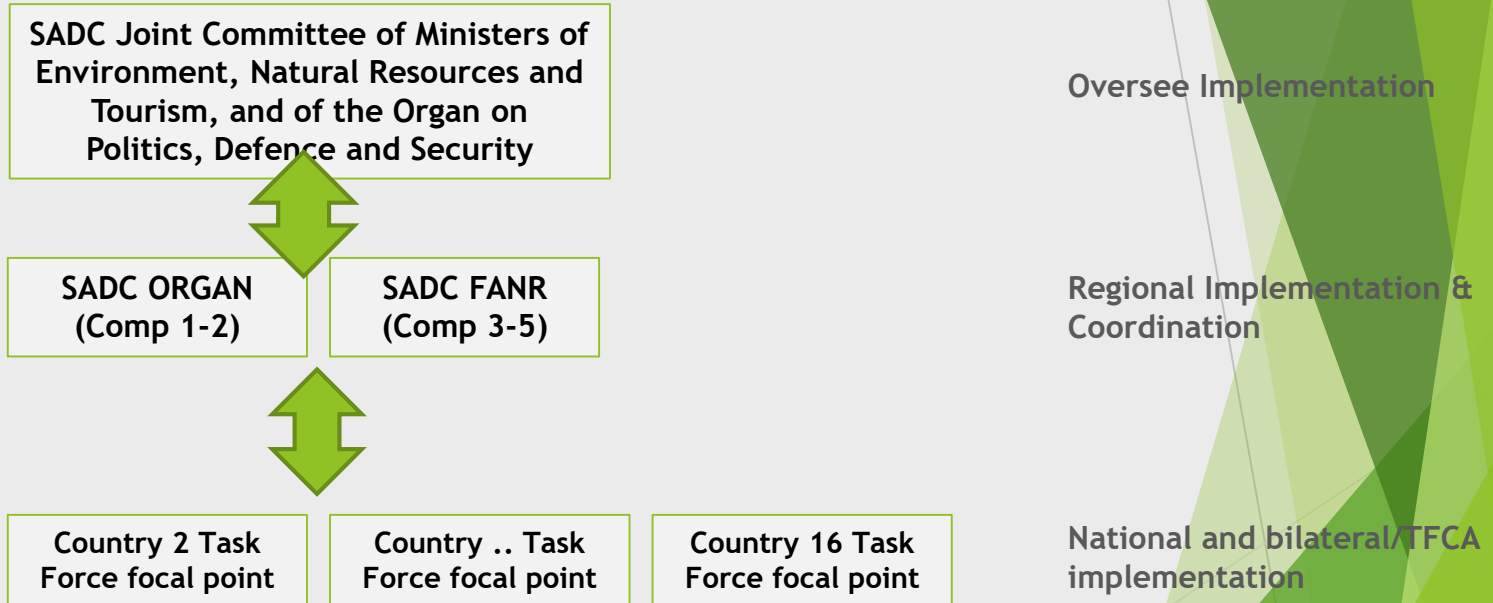 SADC Joint Committee of Ministers of
Environment, Natural Resources and
Tourism, and of the Organ on
Politics, Defence and Security
Oversee Implementation
SADC ORGAN
(Comp 1-2)
SADC FANR
(Comp 3-5)
Regional Implementation &
Coordination
Country 2 Task
Force focal point
Country .. Task
Force focal point
Country 16 Task
Force focal point
National and bilateral/TFCA
implementation